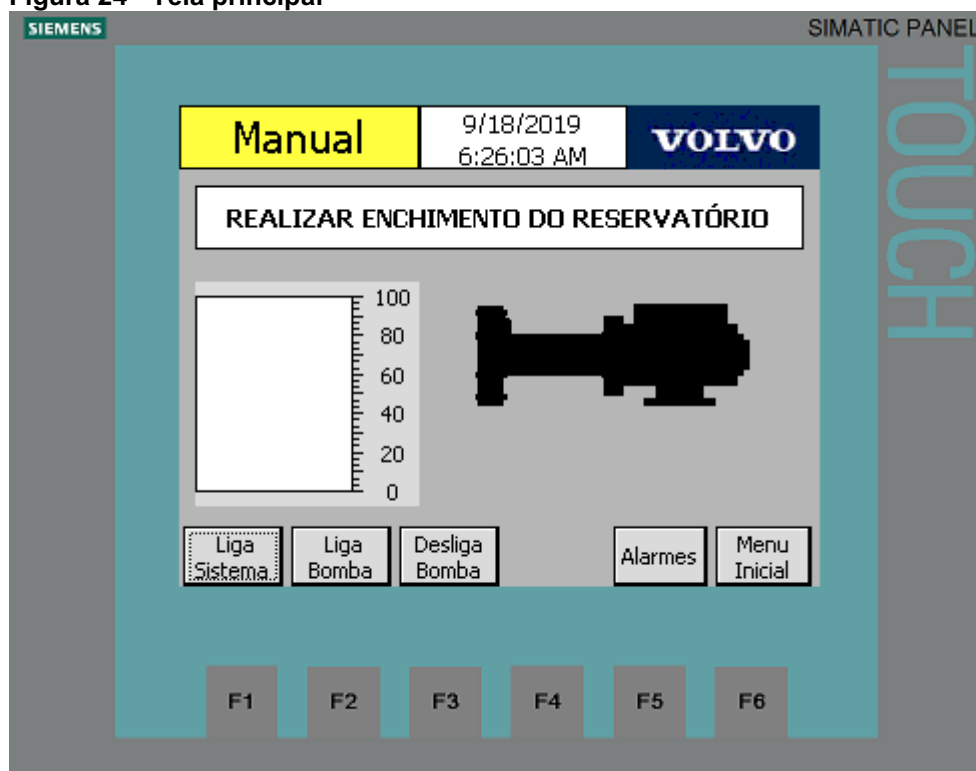 Figura 24 - Tela principal
SIEMENS
SIMATIC PANEL
TOUCH
Manual
9/18/2019
6:26:03 AM
VOLVO
REALIZAR ENCHIMENTO DO RESERVATÓRIO
100
80
60
40
20
0
Liga
Sistema
Liga
Bomba
Desliga
Bomba
Alarmes
Menu
Inicial
F1 F2 F3 F4 F5 F6